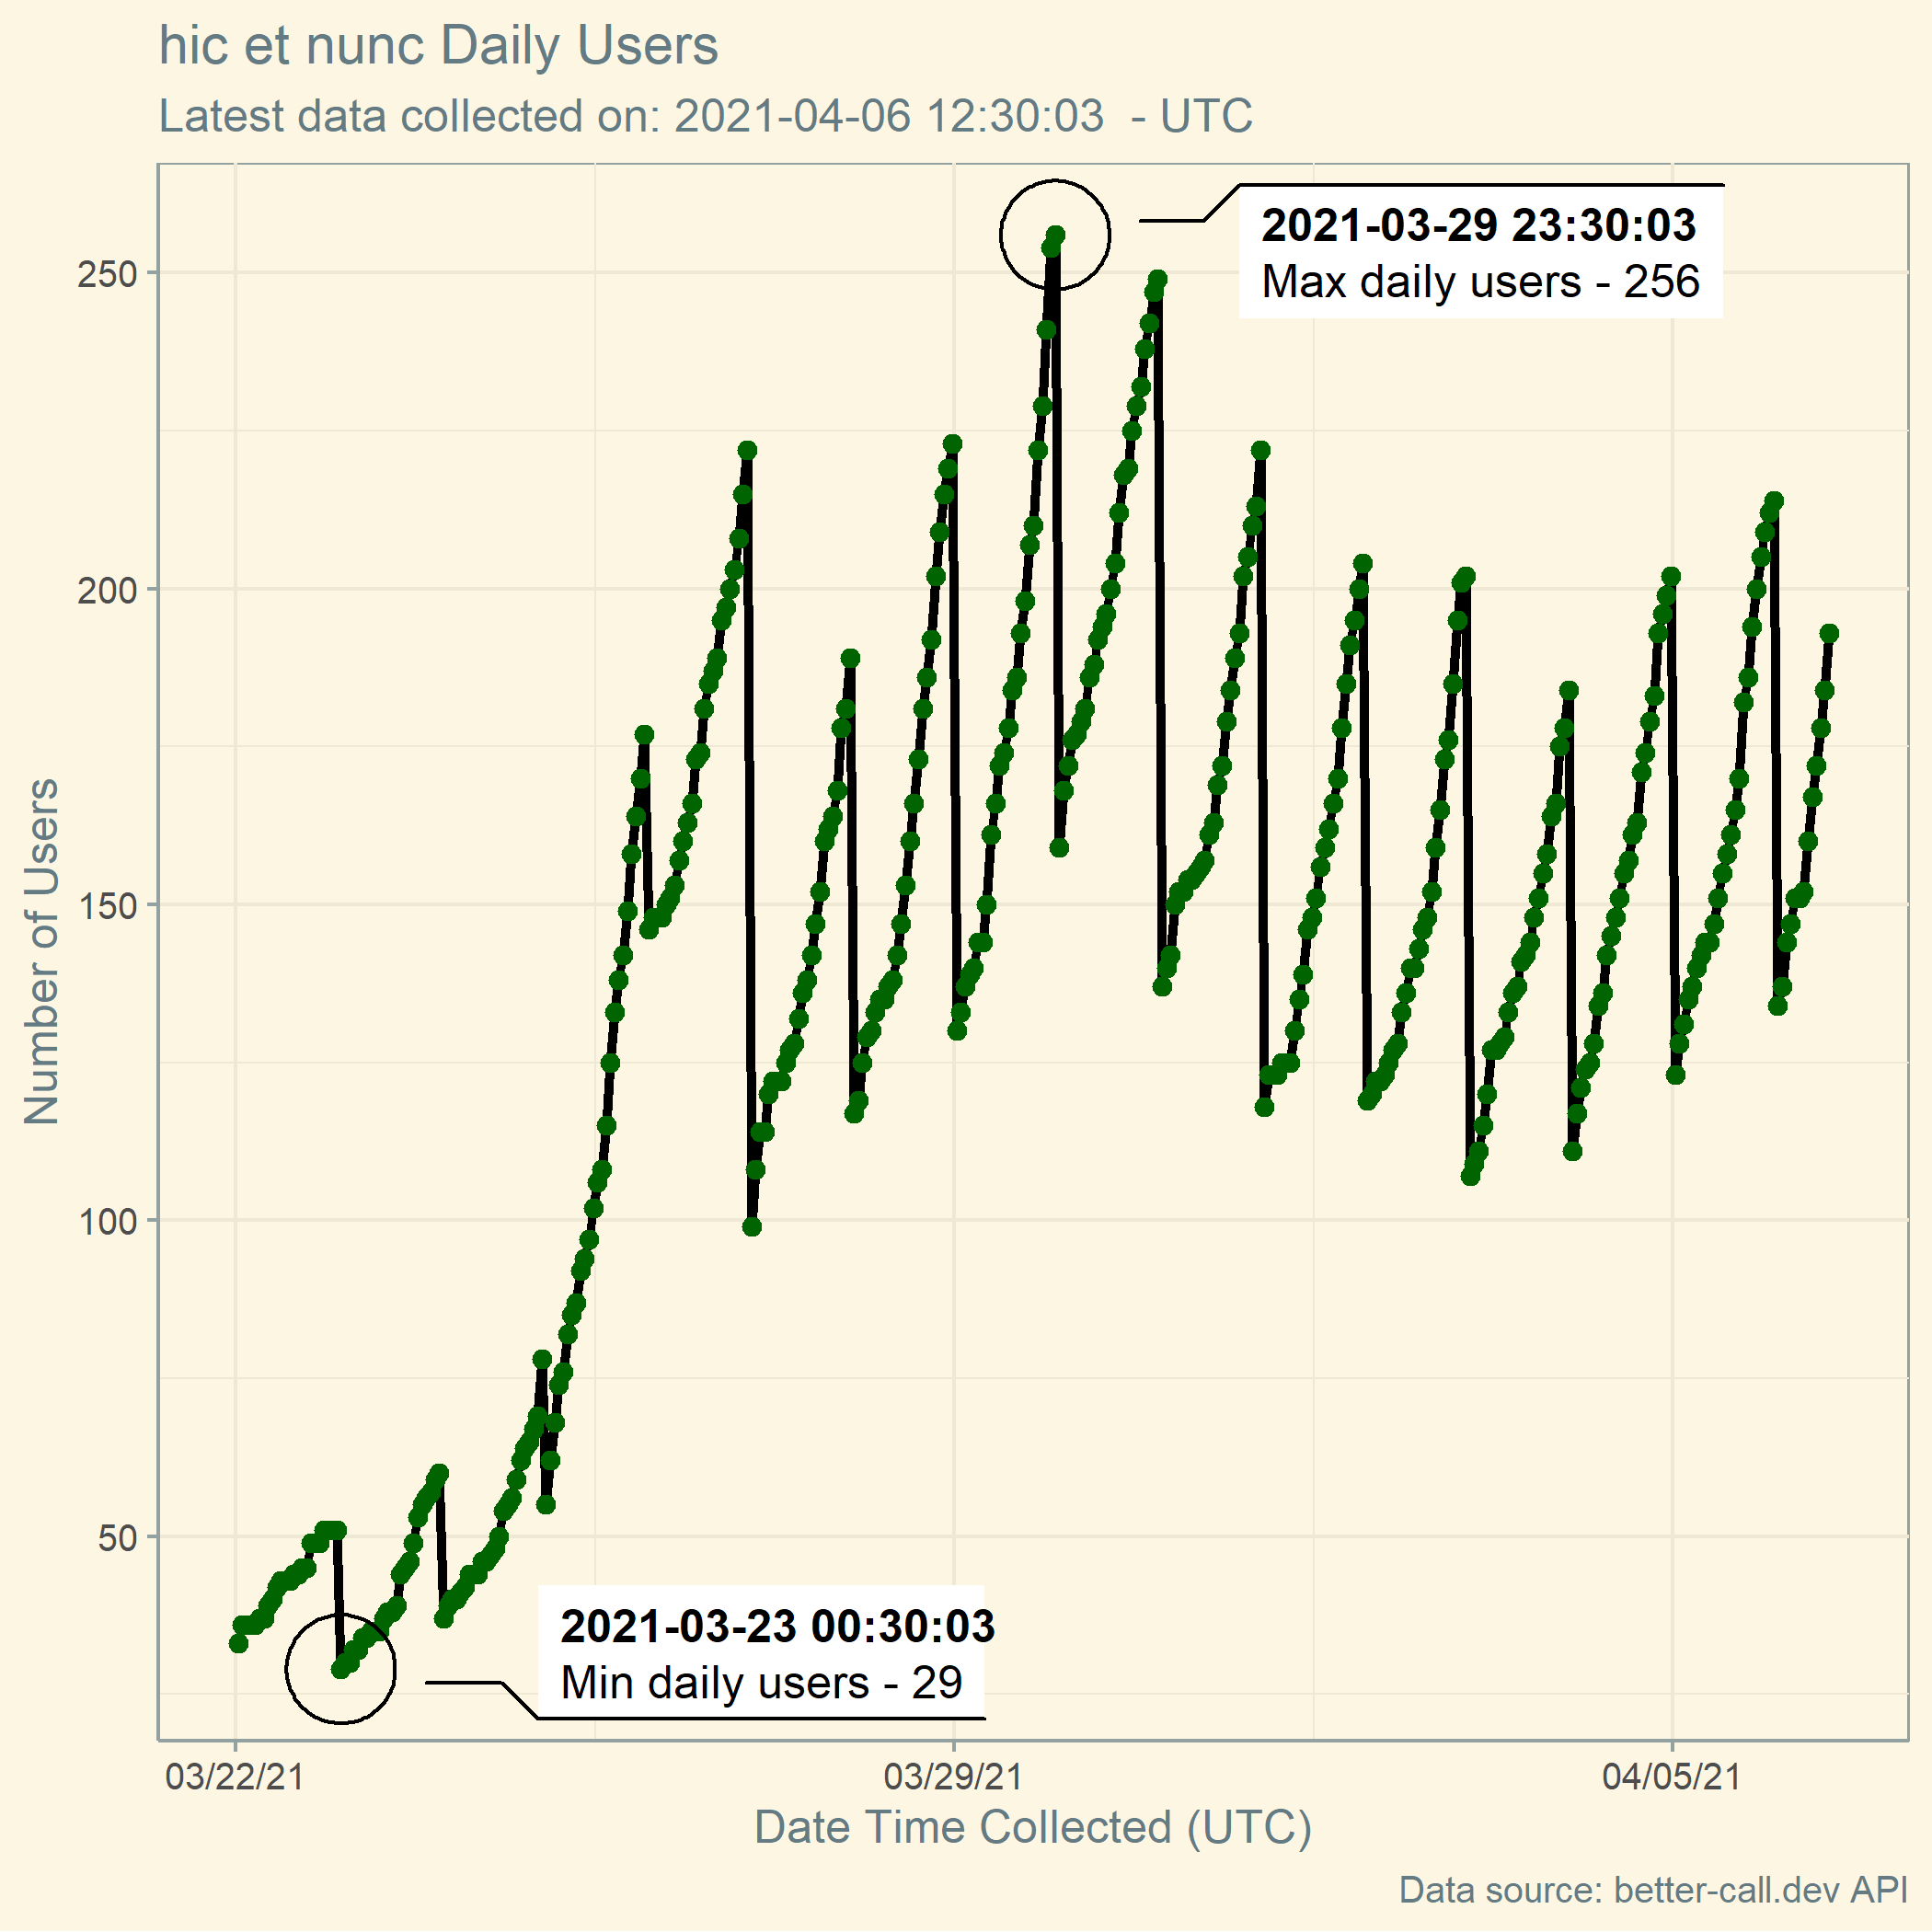 hic et nunc Daily Users
Latest data collected on: 2021-04-06 12:30:03  - UTC
2021-03-29 23:30:03
Max daily users - 256
250
200
Number of Users
150
100
50
2021-03-23 00:30:03
Min daily users - 29
03/22/21
03/29/21
04/05/21
Date Time Collected (UTC)
Data source: better-call.dev API